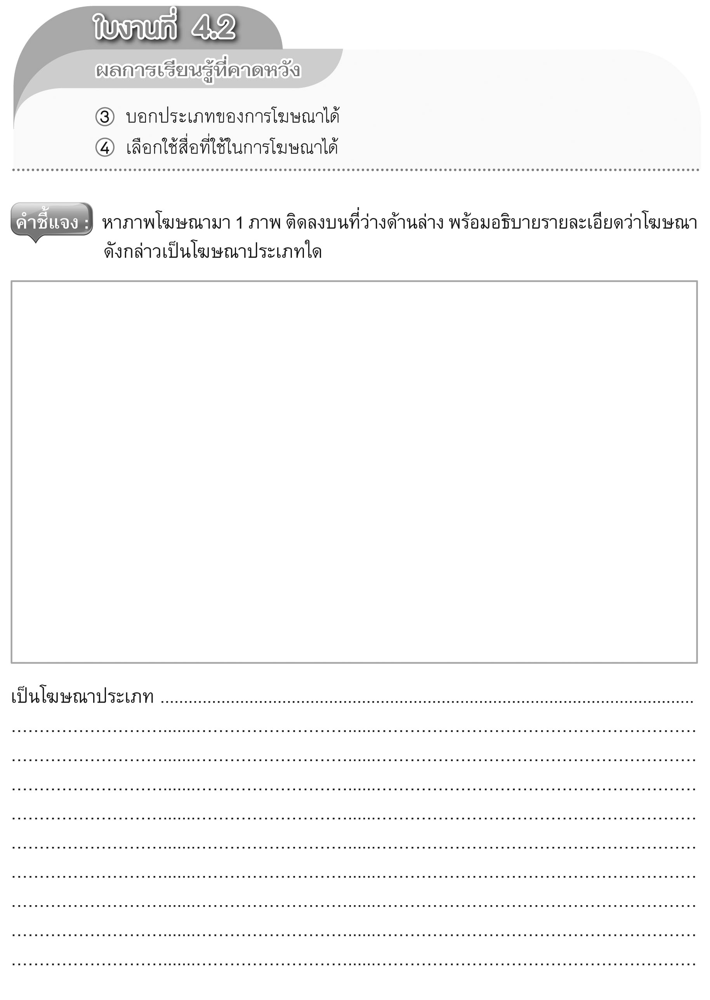 ใบงานที่ 4.2
ผลการเรียนรู้ที่คาดหวัง
3 บอกประเภทของการโฆษณาได้
4 เลือกใช้สื่อที่ใช้ในการโฆษณาได้
คำชี้แจง : หาภาพโฆษณามา 1 ภาพ ติดลงบนที่ว่างด้านล่าง พร้อมอธิบายรายละเอียดว่าโฆษณา
ดังกล่าวเป็นโฆษณาประเภทใด
เป็นโฆษณาประเภท